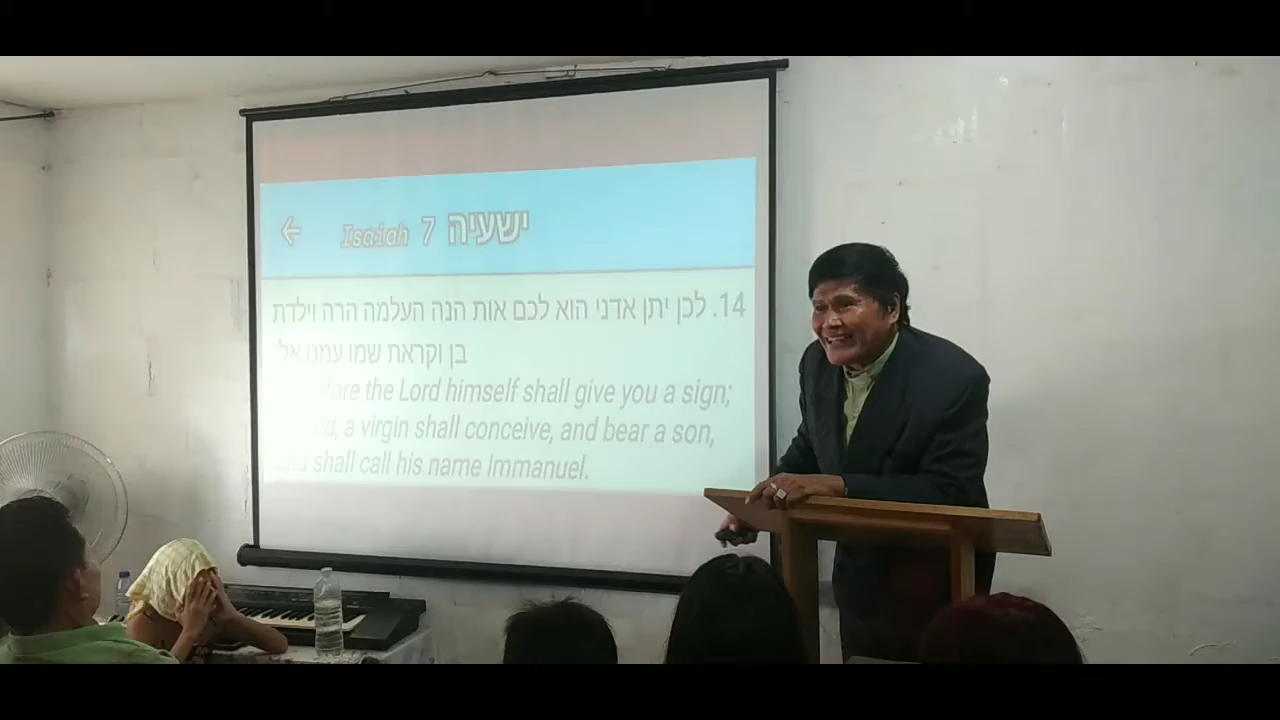 ← Isaiah 7 ישעיה
14. לכן יתן אדני הוא לכם אות הנה העלמה הרה וילדת
בן וקראת שמו עמנו אל
the Lord himself shall give you a sign;
a virgin shall conceive, and bear a son,
shall call his name Immanuel.